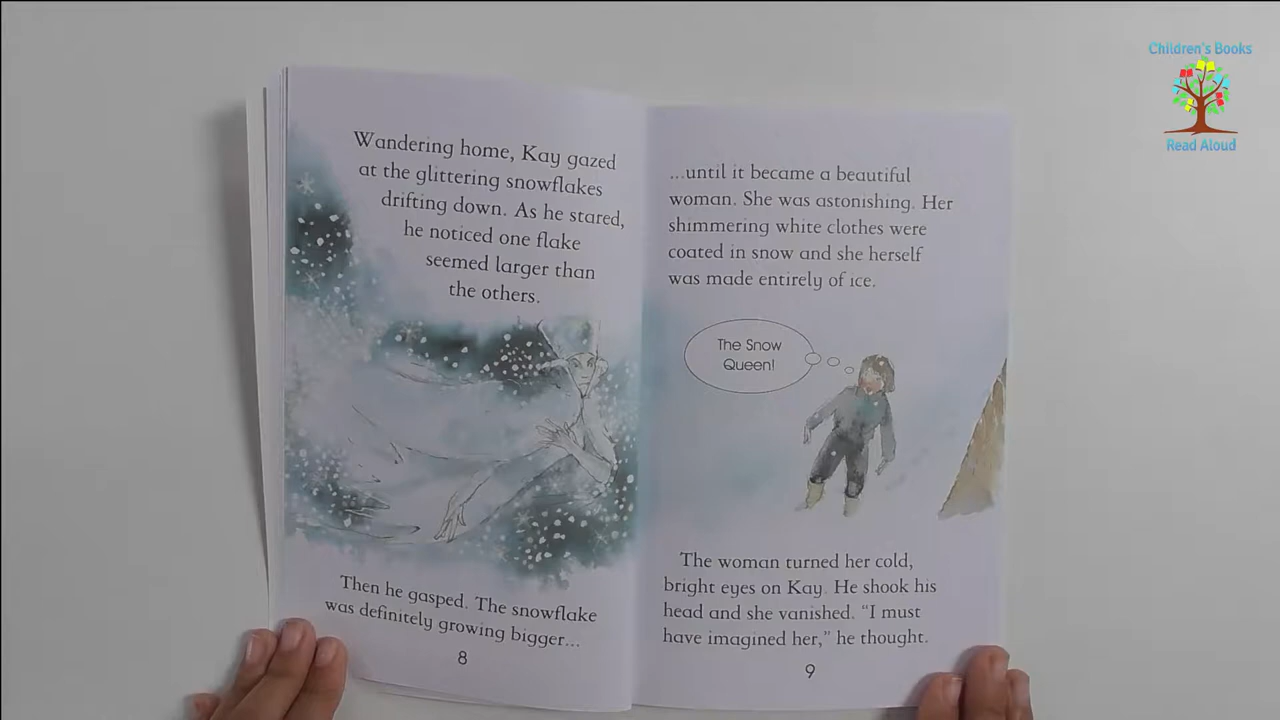 Children's Books
Read Aloud
Wandering home, Kay gazed
at the glittering snowflakes
drifting down. As he stared,
he noticed one flake
seemed larger than
the others.
Then he gasped. The snowflake
was definitely growing bigger...
8
...until it became a beautiful
woman. She was astonishing. Her
shimmering white clothes were
coated in snow and she herself
was made entirely of ice.
The Snow
Queen!
The woman turned her cold,
bright eyes on Kay. He shook his
head and she vanished. “I must
have imagined her,” he thought.
9